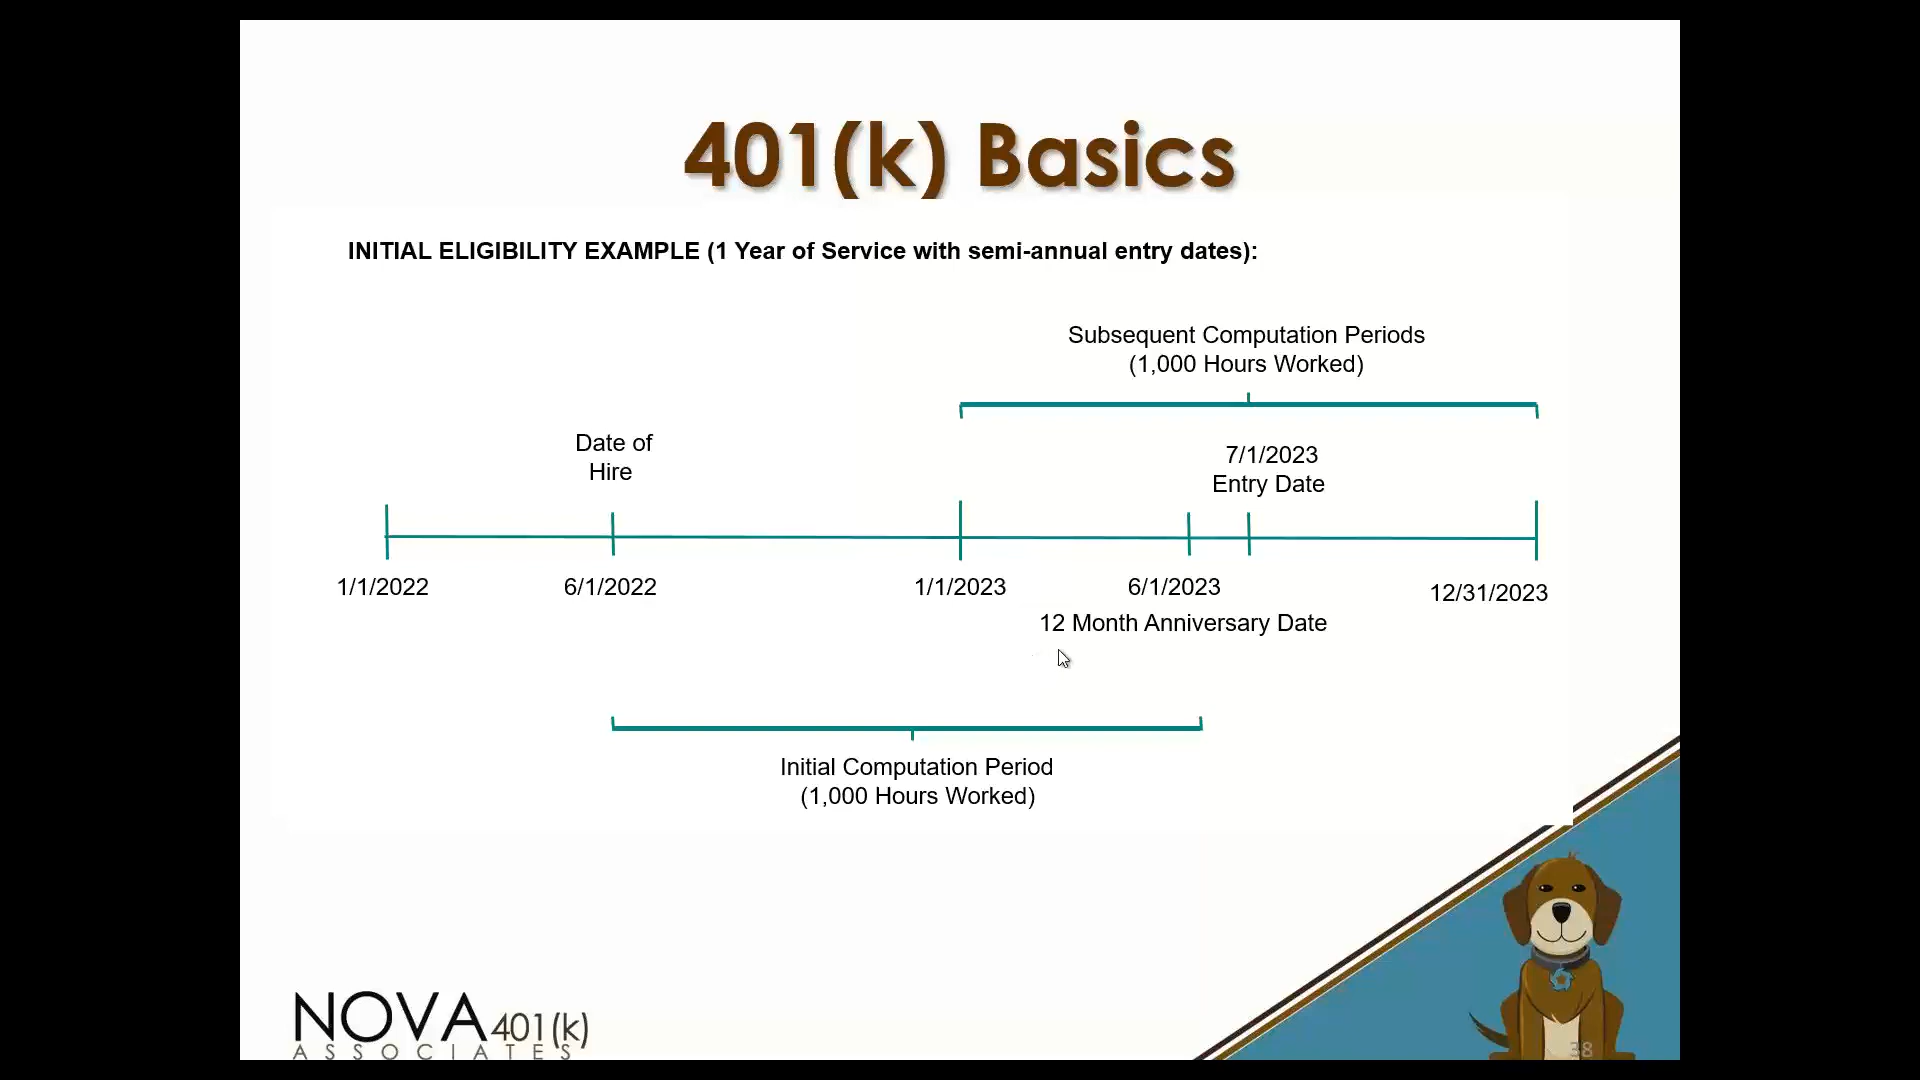 401(k) Basics
INITIAL ELIGIBILITY EXAMPLE (1 Year of Service with semi-annual entry dates):
Subsequent Computation Periods
(1,000 Hours Worked)
Date of
Hire
7/1/2023
Entry Date
1/1/2022
6/1/2022
1/1/2023
6/1/2023
12/31/2023
12 Month Anniversary Date
Initial Computation Period
(1,000 Hours Worked)
NOVA 401(k)
ASSOCIATES
38